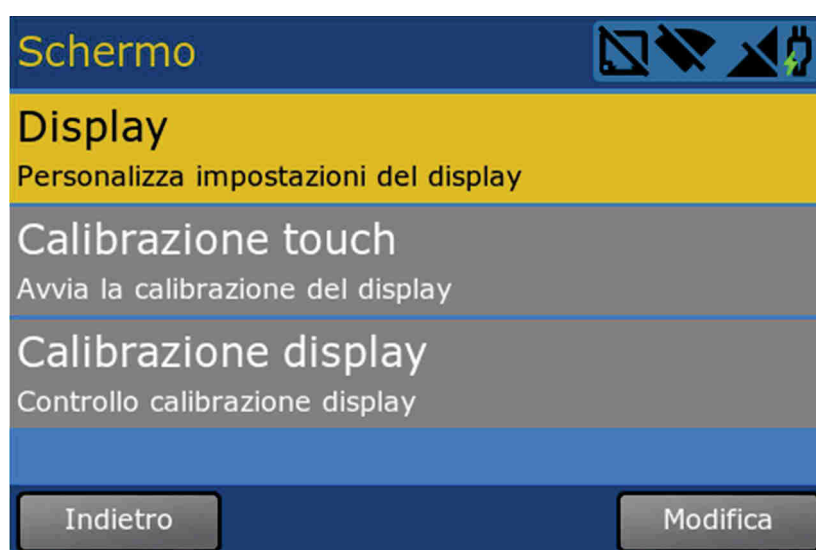 Schermo
Display
Personalizza impostazioni del display
Calibrazione touch
Avvia la calibrazione del display
Calibrazione display
Controllo calibrazione display
Indietro
Modifica